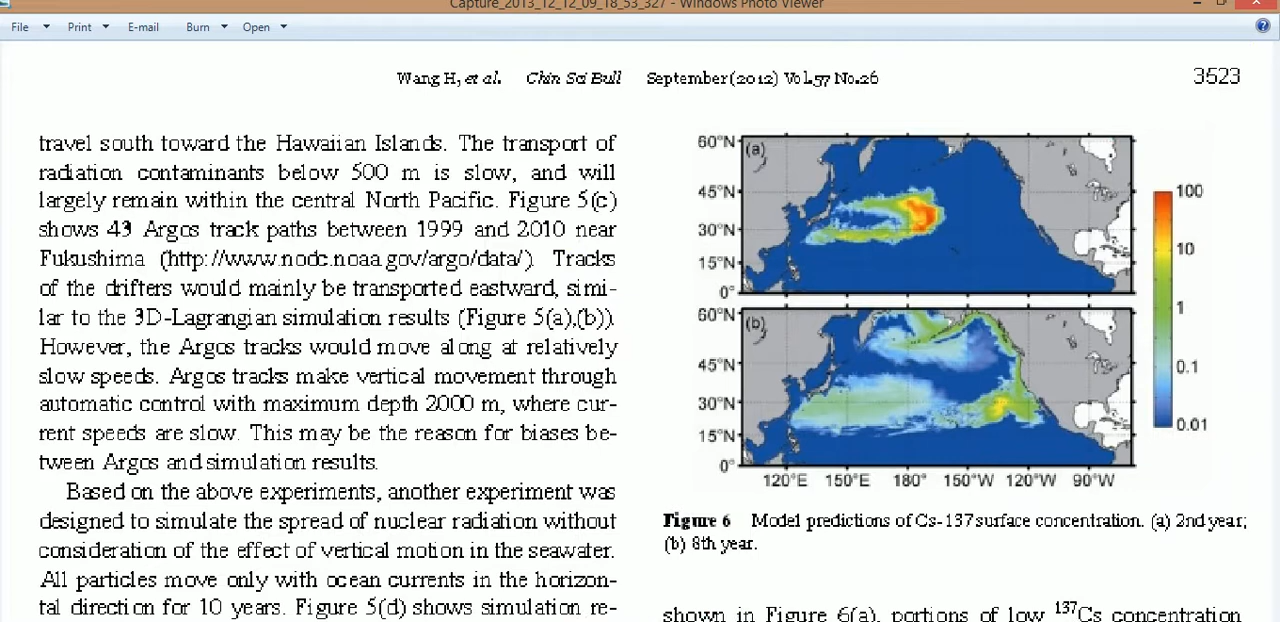 Capture_2013_12_12_09_18_53_327 - Windows Photo Viewer
File Print E-mail Burn Open
Wang H, et al. Chin Sci Bull September (2012) Vol.57 No.26
3523
travel south toward the Hawaiian Islands. The transport of
radiation contaminants below 500 m is slow, and will
largely remain within the central North Pacific. Figure 5(c)
shows 43 Argos track paths between 1999 and 2010 near
Fukushima (http://www.nodc.noaa.gov/argo/data/) Tracks
of the drifters would mainly be transported eastward, simi-
lar to the 3D-Lagrangian simulation results (Figure 5(a),(b)).
However, the Argos tracks would move along at relatively
slow speeds. Argos tracks make vertical movement through
automatic control with maximum depth 2000 m, where cur-
rent speeds are slow. This may be the reason for biases be-
tween Argos and simulation results.
Based on the above experiments, another experiment was
designed to simulate the spread of nuclear radiation without
consideration of the effect of vertical motion in the seawater.
All particles move only with ocean currents in the horizon-
tal direction for 10 years. Figure 5(d) shows simulation re-
60°N
45°N
30°N
15°N
0°
(a)
60°N
45°N
30°N
15°N
0°
(b)
120°E 150°E 180° 150°W 120°W 90°W
100
10
1
0.1
0.01
Figure 6 Model predictions of Cs-137 surface concentration. (a) 2nd year;
(b) 8th year.
shown in Figure 6(a), portions of low ¹³⁷Cs concentration